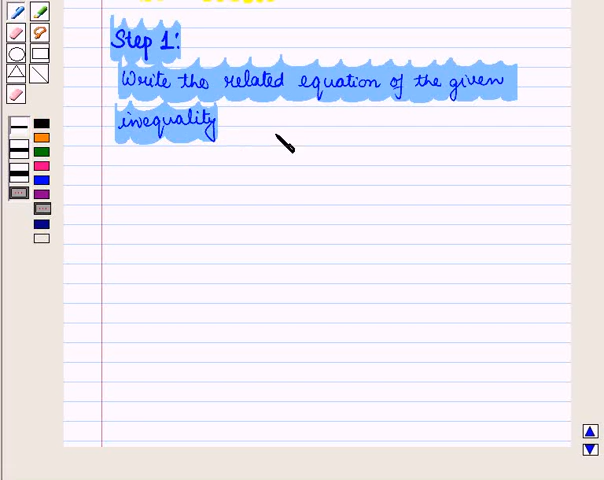 Step 1:
Write the related equation of the given
inequality